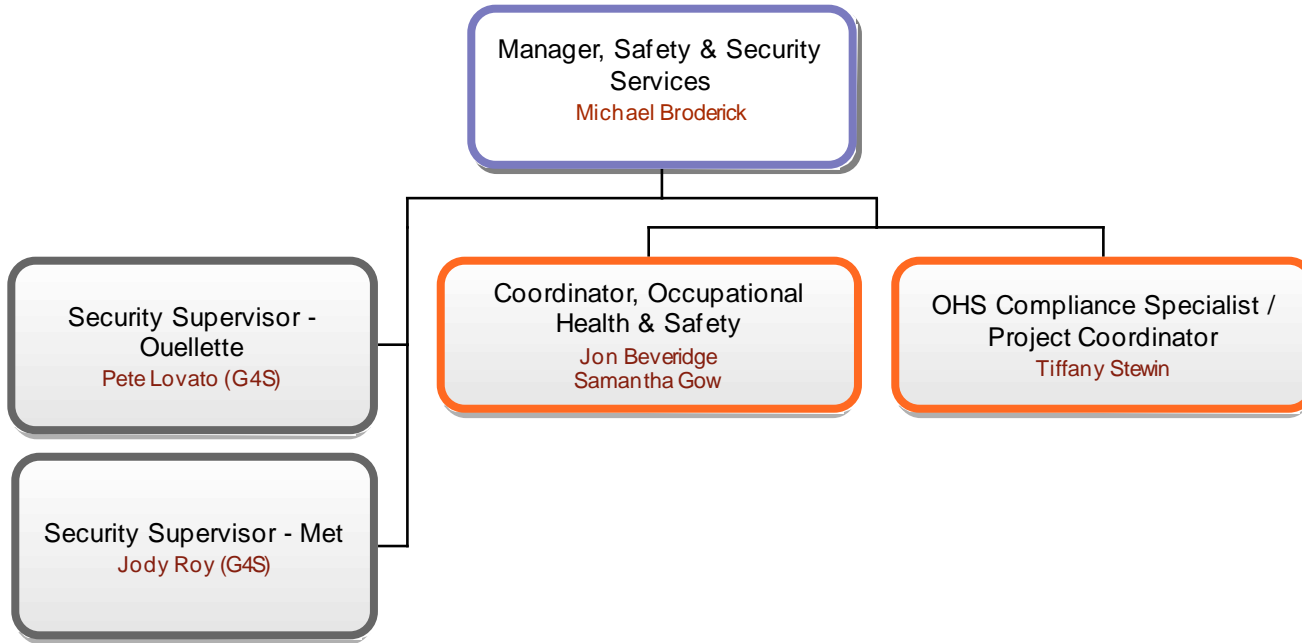 Manager, Safety & Security
Services
Michael Broderick
Security Supervisor -
Ouellette
Pete Lovato (G4S)
Coordinator, Occupational
Health & Safety
Jon Beveridge
Samantha Gow
OHS Compliance Specialist /
Project Coordinator
Tiffany Stewin
Security Supervisor - Met
Jody Roy (G4S)